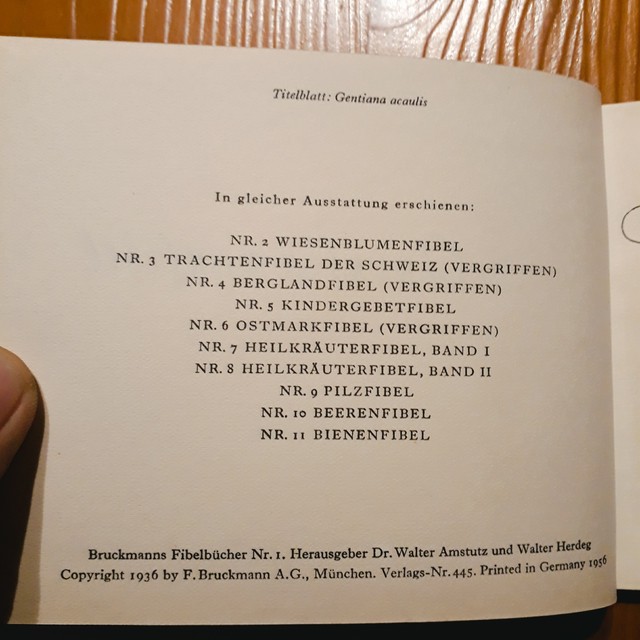 Titelblatt: Gentiana acaulis
In gleicher Ausstattung erschienen:
NR. 2 WIESENBLUMENFIBEL
NR. 3 TRACHTENFIBEL DER SCHWEIZ (VERGRIFFEN)
NR. 4 BERGLANDFIBEL (VERGRIFFEN)
NR. 5 KINDERGEBETFIBEL
NR. 6 OSTMARKFIBEL (VERGRIFFEN)
NR. 7 HEILKRÄUTERFIBEL, BAND I
NR. 8 HEILKRÄUTERFIBEL, BAND II
NR. 9 PILZFIBEL
NR. 10 BEERENFIBEL
NR. 11 BIENENFIBEL
Bruckmanns Fibelbücher Nr. 1. Herausgeber Dr. Walter Amstutz und Walter Herdeg
Copyright 1936 by F. Bruckmann A.G., München. Verlags-Nr. 445. Printed in Germany 1956